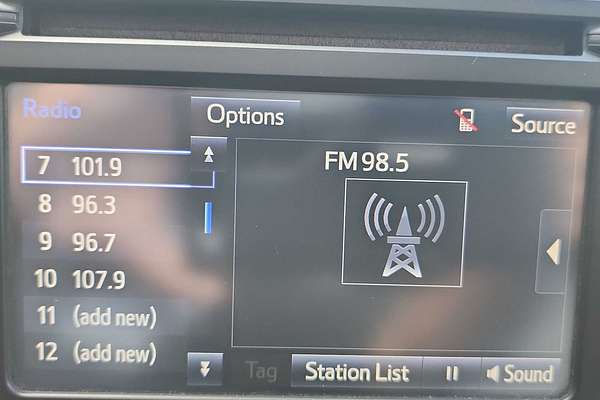 Radio
Options
Source
7 101.9
8 96.3
9 96.7
10 107.9
11 (add new)
12 (add new)
FM 98.5
Tag
Station List
Sound